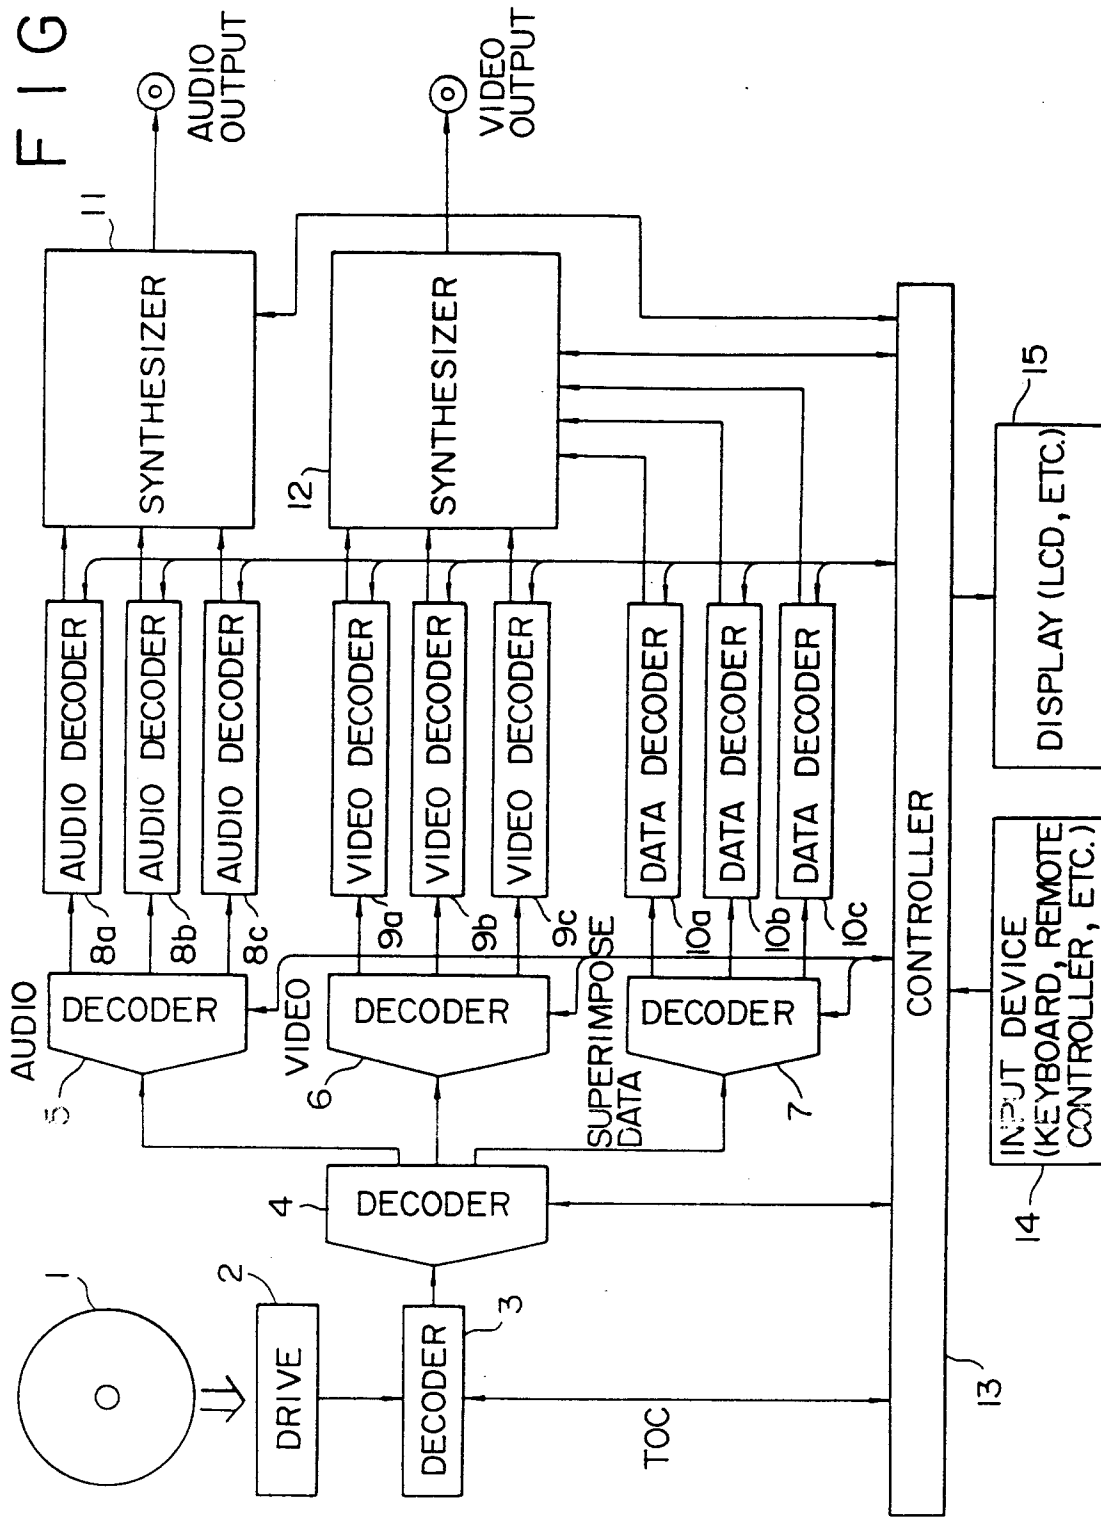 FIG
1
2
DRIVE
3
DECODER
TOC
4
DECODER
AUDIO
5
DECODER
VIDEO
6
DECODER
SUPERIMPOSE
DATA
7
DECODER
8a
AUDIO DECODER
8b
AUDIO DECODER
8c
AUDIO DECODER
9a
VIDEO DECODER
9b
VIDEO DECODER
9c
VIDEO DECODER
10a
DATA DECODER
10b
DATA DECODER
10c
DATA DECODER
11
SYNTHESIZER
12
SYNTHESIZER
AUDIO
OUTPUT
VIDEO
OUTPUT
13
CONTROLLER
14
INPUT DEVICE
(KEYBOARD, REMOTE
CONTROLLER, ETC.)
15
DISPLAY (LCD, ETC.)